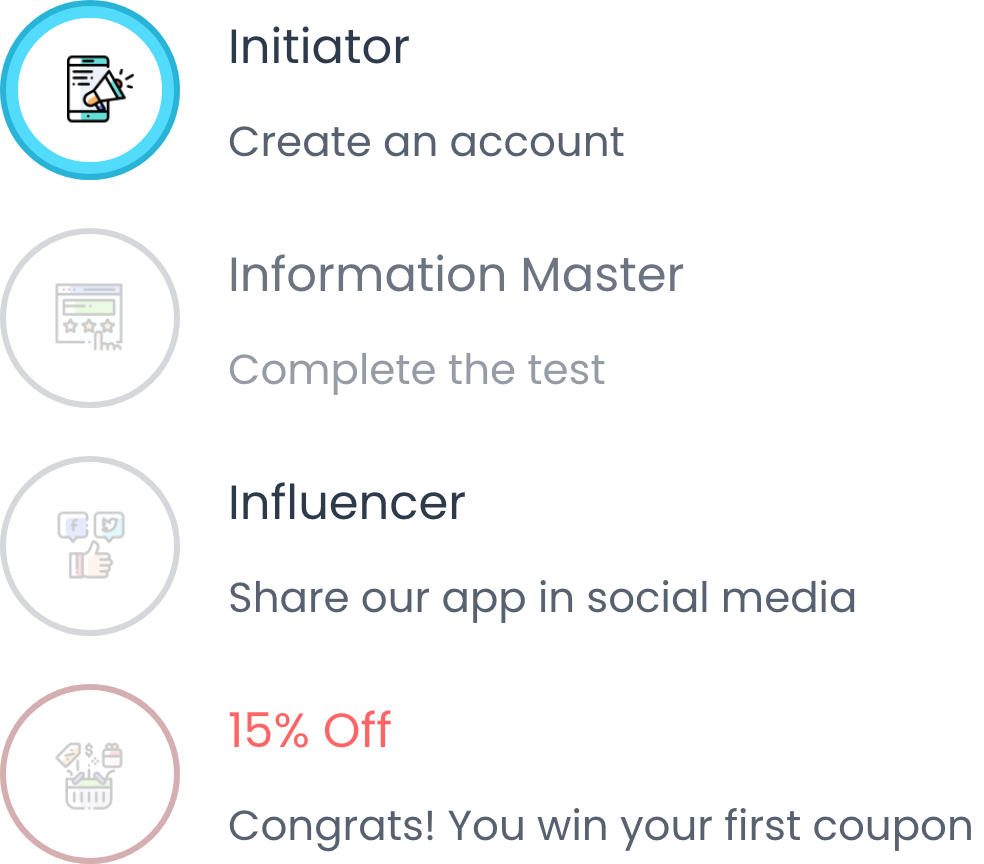 Initiator
Create an account
Information Master
Complete the test
Influencer
Share our app in social media
15% Off
Congrats! You win your first coupon